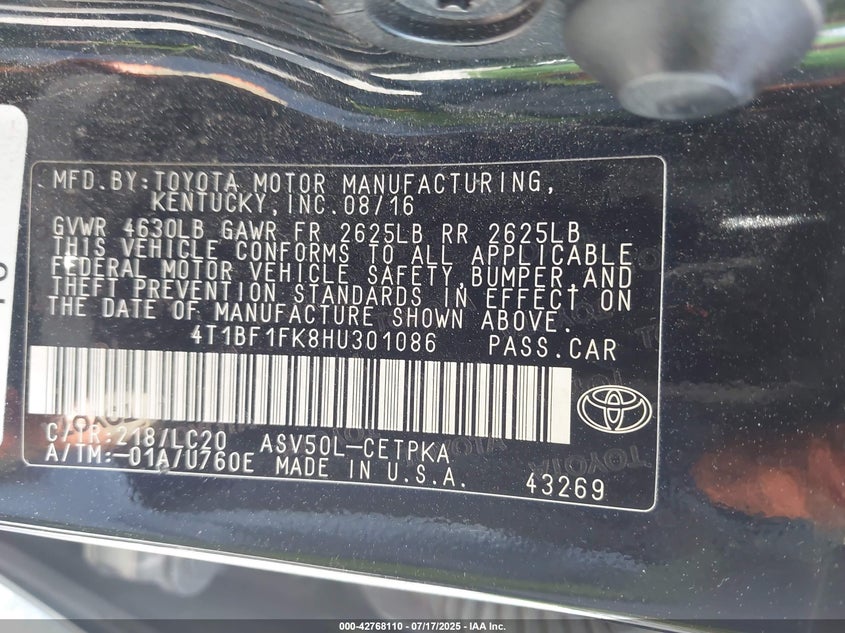 MFD.BY:TOYOTA MOTOR MANUFACTURING,
KENTUCKY,INC.08/16
GVWR 4630LB GAWR FR 2625LB RR 2625LB
THIS VEHICLE CONFORMS TO ALL APPLICABLE
FEDERAL MOTOR VEHICLE SAFETY,BUMPER,AND
THEFT PREVENTION STANDARDS IN EFFECT ON
THE DATE OF MANUFACTURE SHOWN ABOVE.
4T1BF1FK8HU301086 PASS.CAR
C/TR:218/LC20 ASV50L-CETPKA
A/TM:-01A/U760E MADE IN U.S.A. 43269
000-42768110 - 07/17/2025 - IAA Inc.